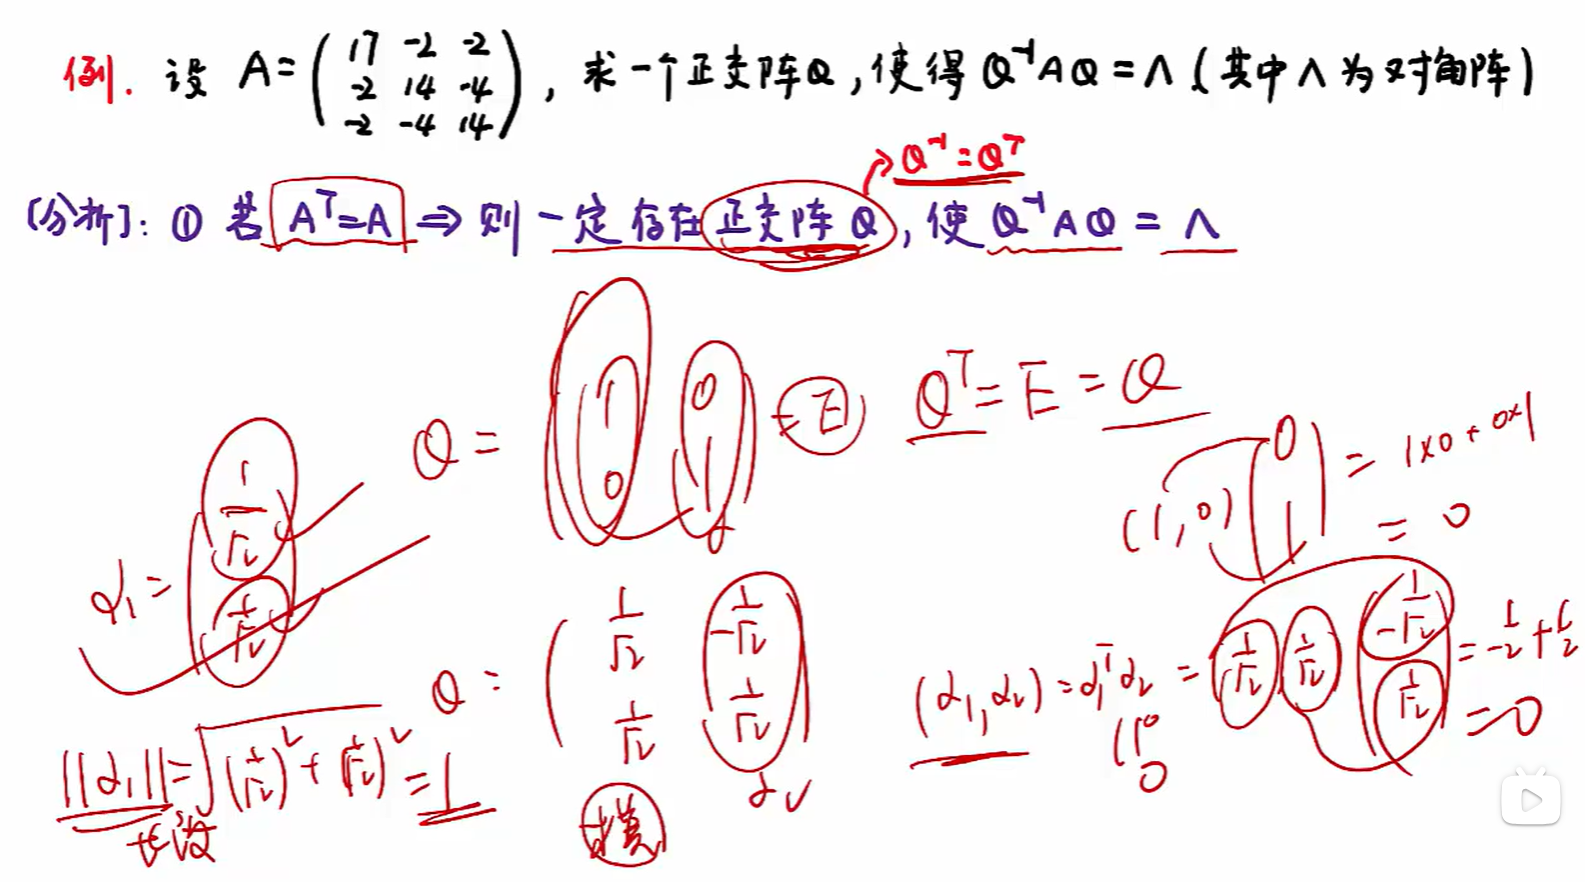 例. 设 A = ( 17 -2 -2 ; -2 14 -4 ; -2 -4 14 ), 求一个正交阵Q, 使得 Q⁻¹AQ = Λ (其中 Λ 为对角阵)
Q⁻¹ = Qᵀ
[分析]: ① 若 Aᵀ=A ⇒ 则一定存在正交阵Q, 使 Q⁻¹AQ = Λ
Q = ( 1 0 ; 0 1 ) = E
Qᵀ = E = Q
(1, 0) ( 0 ; 1 ) = 1×0 + 0×1
= 0
α₁ = ( 1/√2 ; 1/√2 )
Q = ( 1/√2 -1/√2 ; 1/√2 1/√2 )
α₂
(α₁, α₂) = α₁ᵀα₂ = ( 1/√2 1/√2 ) ( -1/√2 ; 1/√2 ) = -1/2 + 1/2
= 0
0
||α₁|| = √((1/√2)² + (1/√2)²) = 1
长度
模